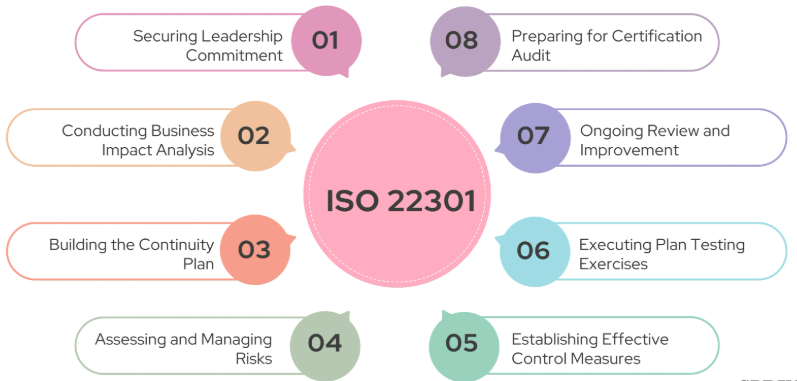 01
Securing Leadership
Commitment
02
Conducting Business
Impact Analysis
03
Building the Continuity
Plan
04
Assessing and Managing
Risks
ISO 22301
08
Preparing for Certification
Audit
07
Ongoing Review and
Improvement
06
Executing Plan Testing
Exercises
05
Establishing Effective
Control Measures